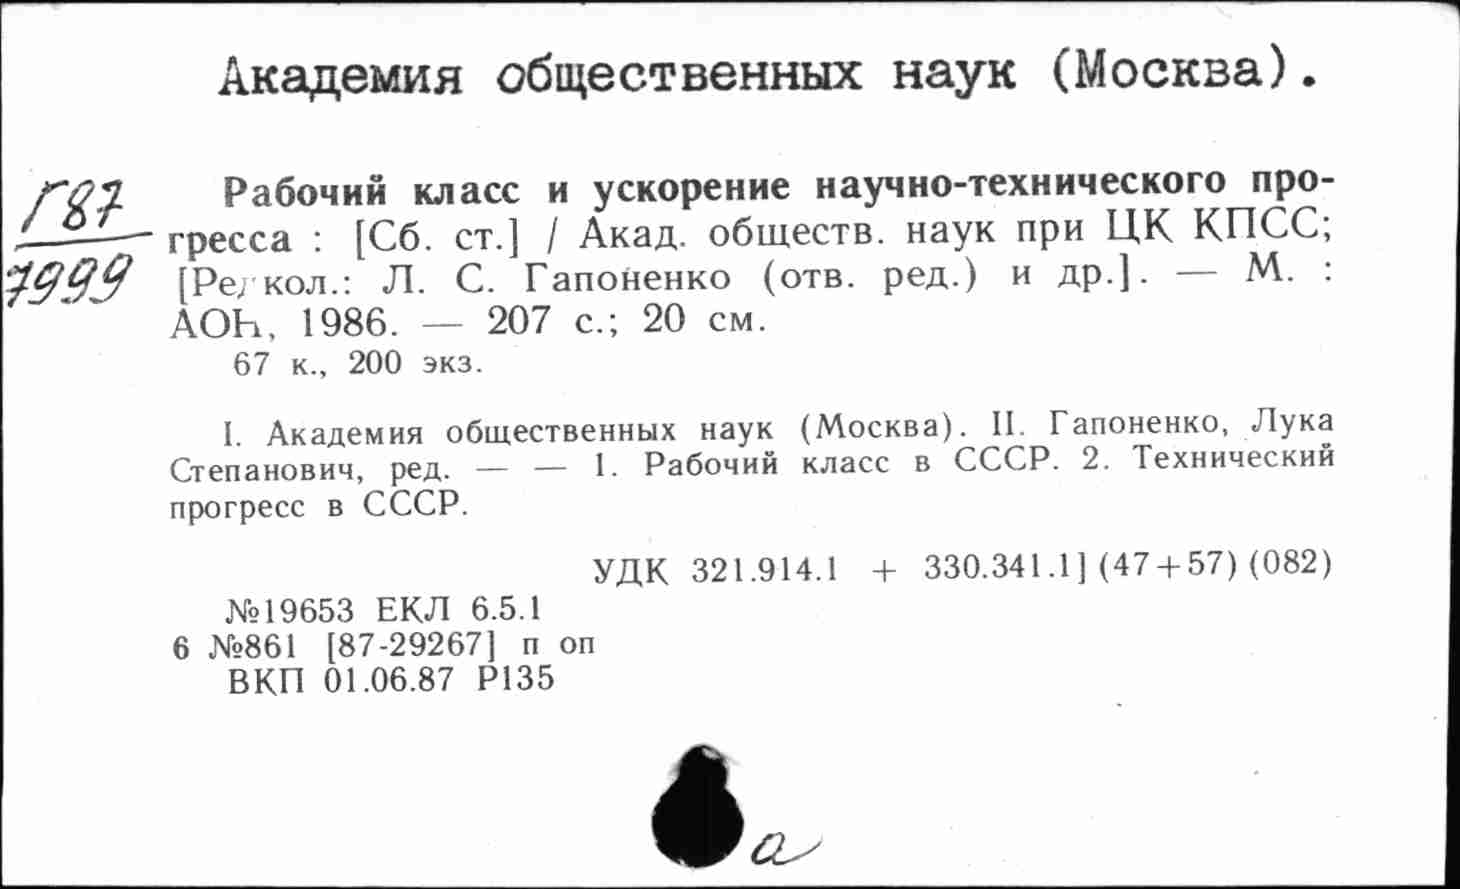 Академия общественных наук (Москва).
Г87
7999
Рабочий класс и ускорение научно-технического про-
гресса : [Сб. ст.] / Акад. обществ. наук при ЦК КПСС;
[Редкол.: Л. С. Гапоненко (отв. ред.) и др.]. — М. :
АОН, 1986. — 207 с.; 20 см.
67 к., 200 экз.
I. Академия общественных наук (Москва). II. Гапоненко, Лука
Степанович, ред. — — 1. Рабочий класс в СССР. 2. Технический
прогресс в СССР.
УДК 321.914.1 + 330.341.1] (47+57) (082)
№19653 ЕКЛ 6.5.1
6 №861 [87-29267] п оп
ВКП 01.06.87 Р135
а